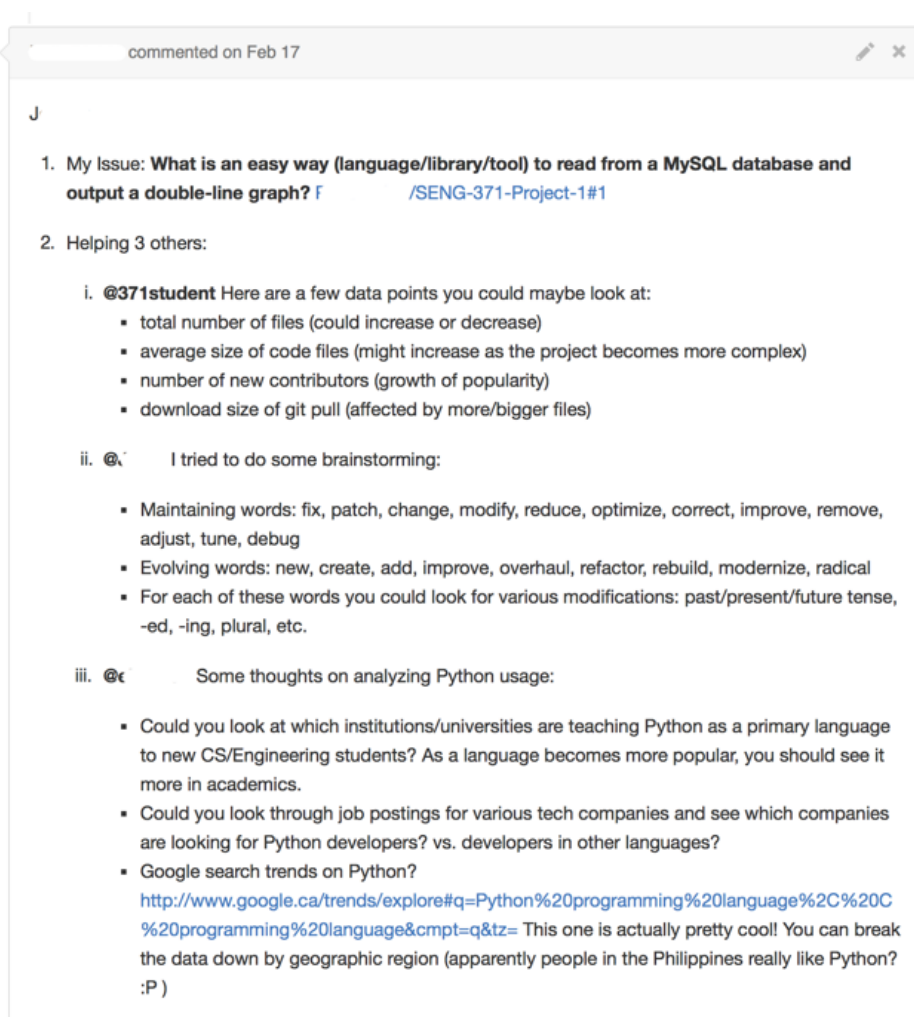 commented on Feb 17
J
1. My Issue: What is an easy way (language/library/tool) to read from a MySQL database and
output a double-line graph? F /SENG-371-Project-1#1
2. Helping 3 others:
i. @371student Here are a few data points you could maybe look at:
▪ total number of files (could increase or decrease)
▪ average size of code files (might increase as the project becomes more complex)
▪ number of new contributors (growth of popularity)
▪ download size of git pull (affected by more/bigger files)
ii. @ I tried to do some brainstorming:
▪ Maintaining words: fix, patch, change, modify, reduce, optimize, correct, improve, remove,
adjust, tune, debug
▪ Evolving words: new, create, add, improve, overhaul, refactor, rebuild, modernize, radical
▪ For each of these words you could look for various modifications: past/present/future tense,
-ed, -ing, plural, etc.
iii. @ Some thoughts on analyzing Python usage:
▪ Could you look at which institutions/universities are teaching Python as a primary language
to new CS/Engineering students? As a language becomes more popular, you should see it
more in academics.
▪ Could you look through job postings for various tech companies and see which companies
are looking for Python developers? vs. developers in other languages?
▪ Google search trends on Python?
http://www.google.ca/trends/explore#q=Python%20programming%20language%2C%20C
%20programming%20language&cmpt=q&tz= This one is actually pretty cool! You can break
the data down by geographic region (apparently people in the Philippines really like Python?
:P )